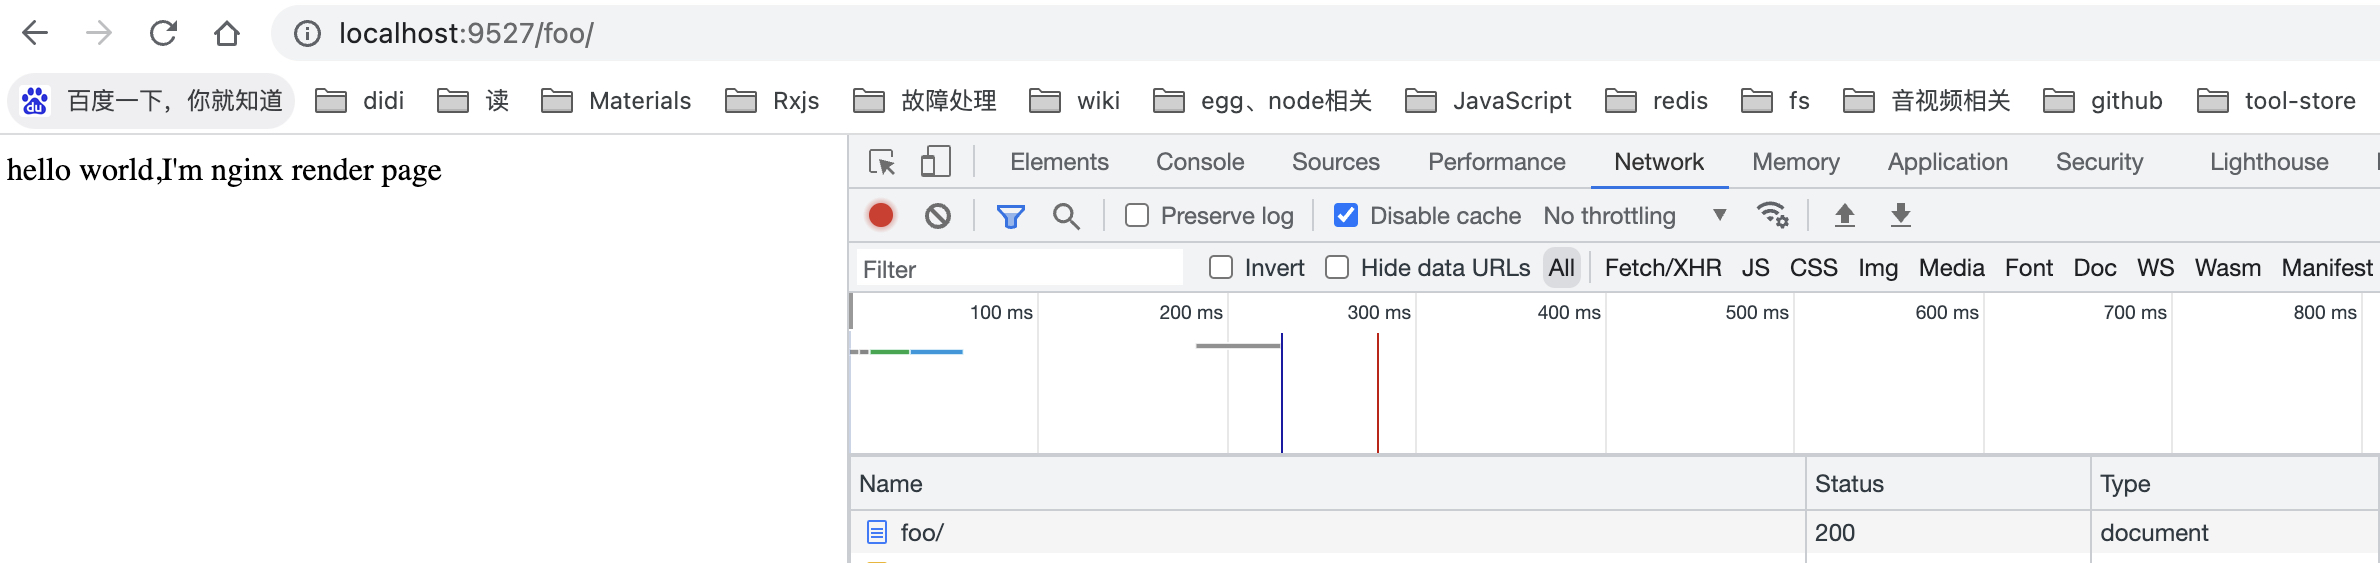 localhost:9527/foo/
du 百度一下，你就知道 didi 读 Materials Rxjs 故障处理 wiki egg、node相关 JavaScript redis fs 音视频相关 github tool-store
hello world,I'm nginx render page
Elements Console Sources Performance Network Memory Application Security Lighthouse
Preserve log Disable cache No throttling
Filter Invert Hide data URLs All Fetch/XHR JS CSS Img Media Font Doc WS Wasm Manifest
100 ms 200 ms 300 ms 400 ms 500 ms 600 ms 700 ms 800 ms
Name Status Type
foo/ 200 document